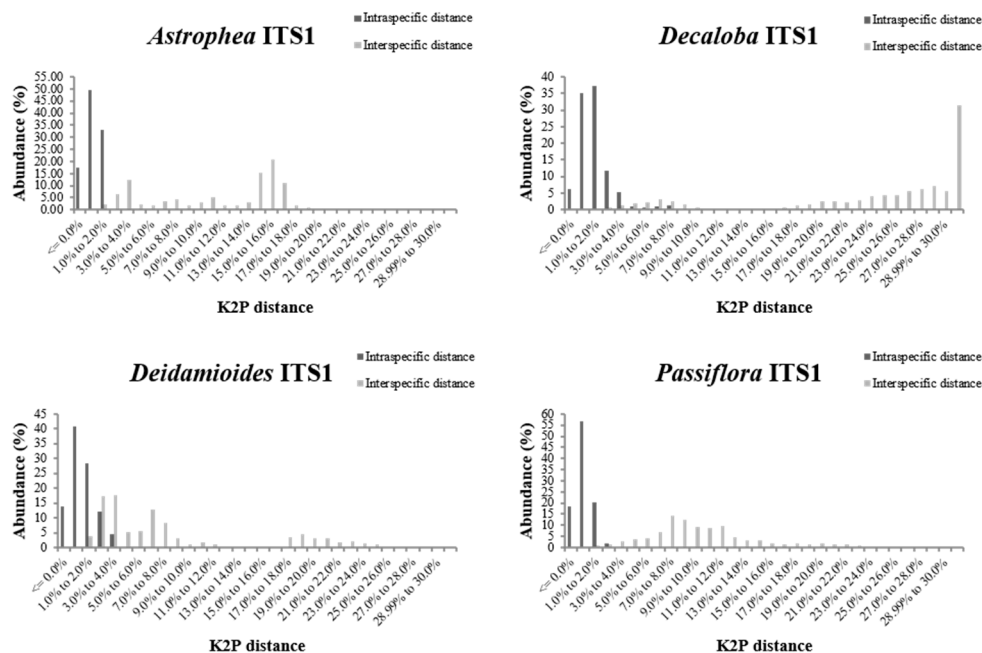 Astrophea ITS1
Intraspecific distance
Interspecific distance
Abundance (%)
55.00
50.00
45.00
40.00
35.00
30.00
25.00
20.00
15.00
10.00
5.00
0.00
<= 0.0%
1.0% to 2.0%
3.0% to 4.0%
5.0% to 6.0%
7.0% to 8.0%
9.0% to 10.0%
11.0% to 12.0%
13.0% to 14.0%
15.0% to 16.0%
17.0% to 18.0%
19.0% to 20.0%
21.0% to 22.0%
23.0% to 24.0%
25.0% to 26.0%
27.0% to 28.0%
28.99% to 30.0%
K2P distance
Decaloba ITS1
Intraspecific distance
Interspecific distance
Abundance (%)
40
35
30
25
20
15
10
5
0
<= 0.0%
1.0% to 2.0%
3.0% to 4.0%
5.0% to 6.0%
7.0% to 8.0%
9.0% to 10.0%
11.0% to 12.0%
13.0% to 14.0%
15.0% to 16.0%
17.0% to 18.0%
19.0% to 20.0%
21.0% to 22.0%
23.0% to 24.0%
25.0% to 26.0%
27.0% to 28.0%
28.99% to 30.0%
K2P distance
Deidamioides ITS1
Intraspecific distance
Interspecific distance
Abundance (%)
45
40
35
30
25
20
15
10
5
0
<= 0.0%
1.0% to 2.0%
3.0% to 4.0%
5.0% to 6.0%
7.0% to 8.0%
9.0% to 10.0%
11.0% to 12.0%
13.0% to 14.0%
15.0% to 16.0%
17.0% to 18.0%
19.0% to 20.0%
21.0% to 22.0%
23.0% to 24.0%
25.0% to 26.0%
27.0% to 28.0%
28.99% to 30.0%
K2P distance
Passiflora ITS1
Intraspecific distance
Interspecific distance
Abundance (%)
60
55
50
45
40
35
30
25
20
15
10
5
0
<= 0.0%
1.0% to 2.0%
3.0% to 4.0%
5.0% to 6.0%
7.0% to 8.0%
9.0% to 10.0%
11.0% to 12.0%
13.0% to 14.0%
15.0% to 16.0%
17.0% to 18.0%
19.0% to 20.0%
21.0% to 22.0%
23.0% to 24.0%
25.0% to 26.0%
27.0% to 28.0%
28.99% to 30.0%
K2P distance